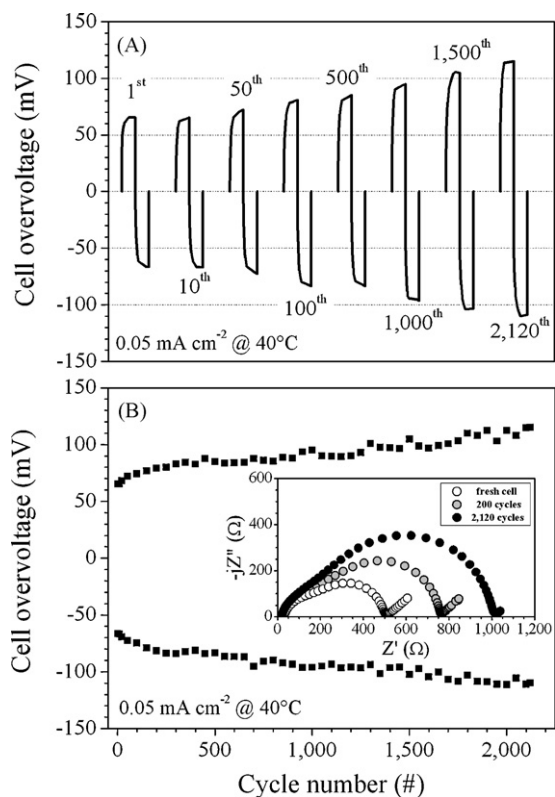 (A)
Cell overvoltage (mV)
150
100
50
0
-50
-100
-150
1st
10th
50th
100th
500th
1,000th
1,500th
2,120th
0.05 mA cm-2 @ 40°C
(B)
Cell overvoltage (mV)
150
100
50
0
-50
-100
-150
-jZ" (Ω)
600
400
200
0
0 200 400 600 800 1,000 1,200
Z' (Ω)
fresh cell
200 cycles
2,120 cycles
0.05 mA cm-2 @ 40°C
0 500 1,000 1,500 2,000
Cycle number (#)